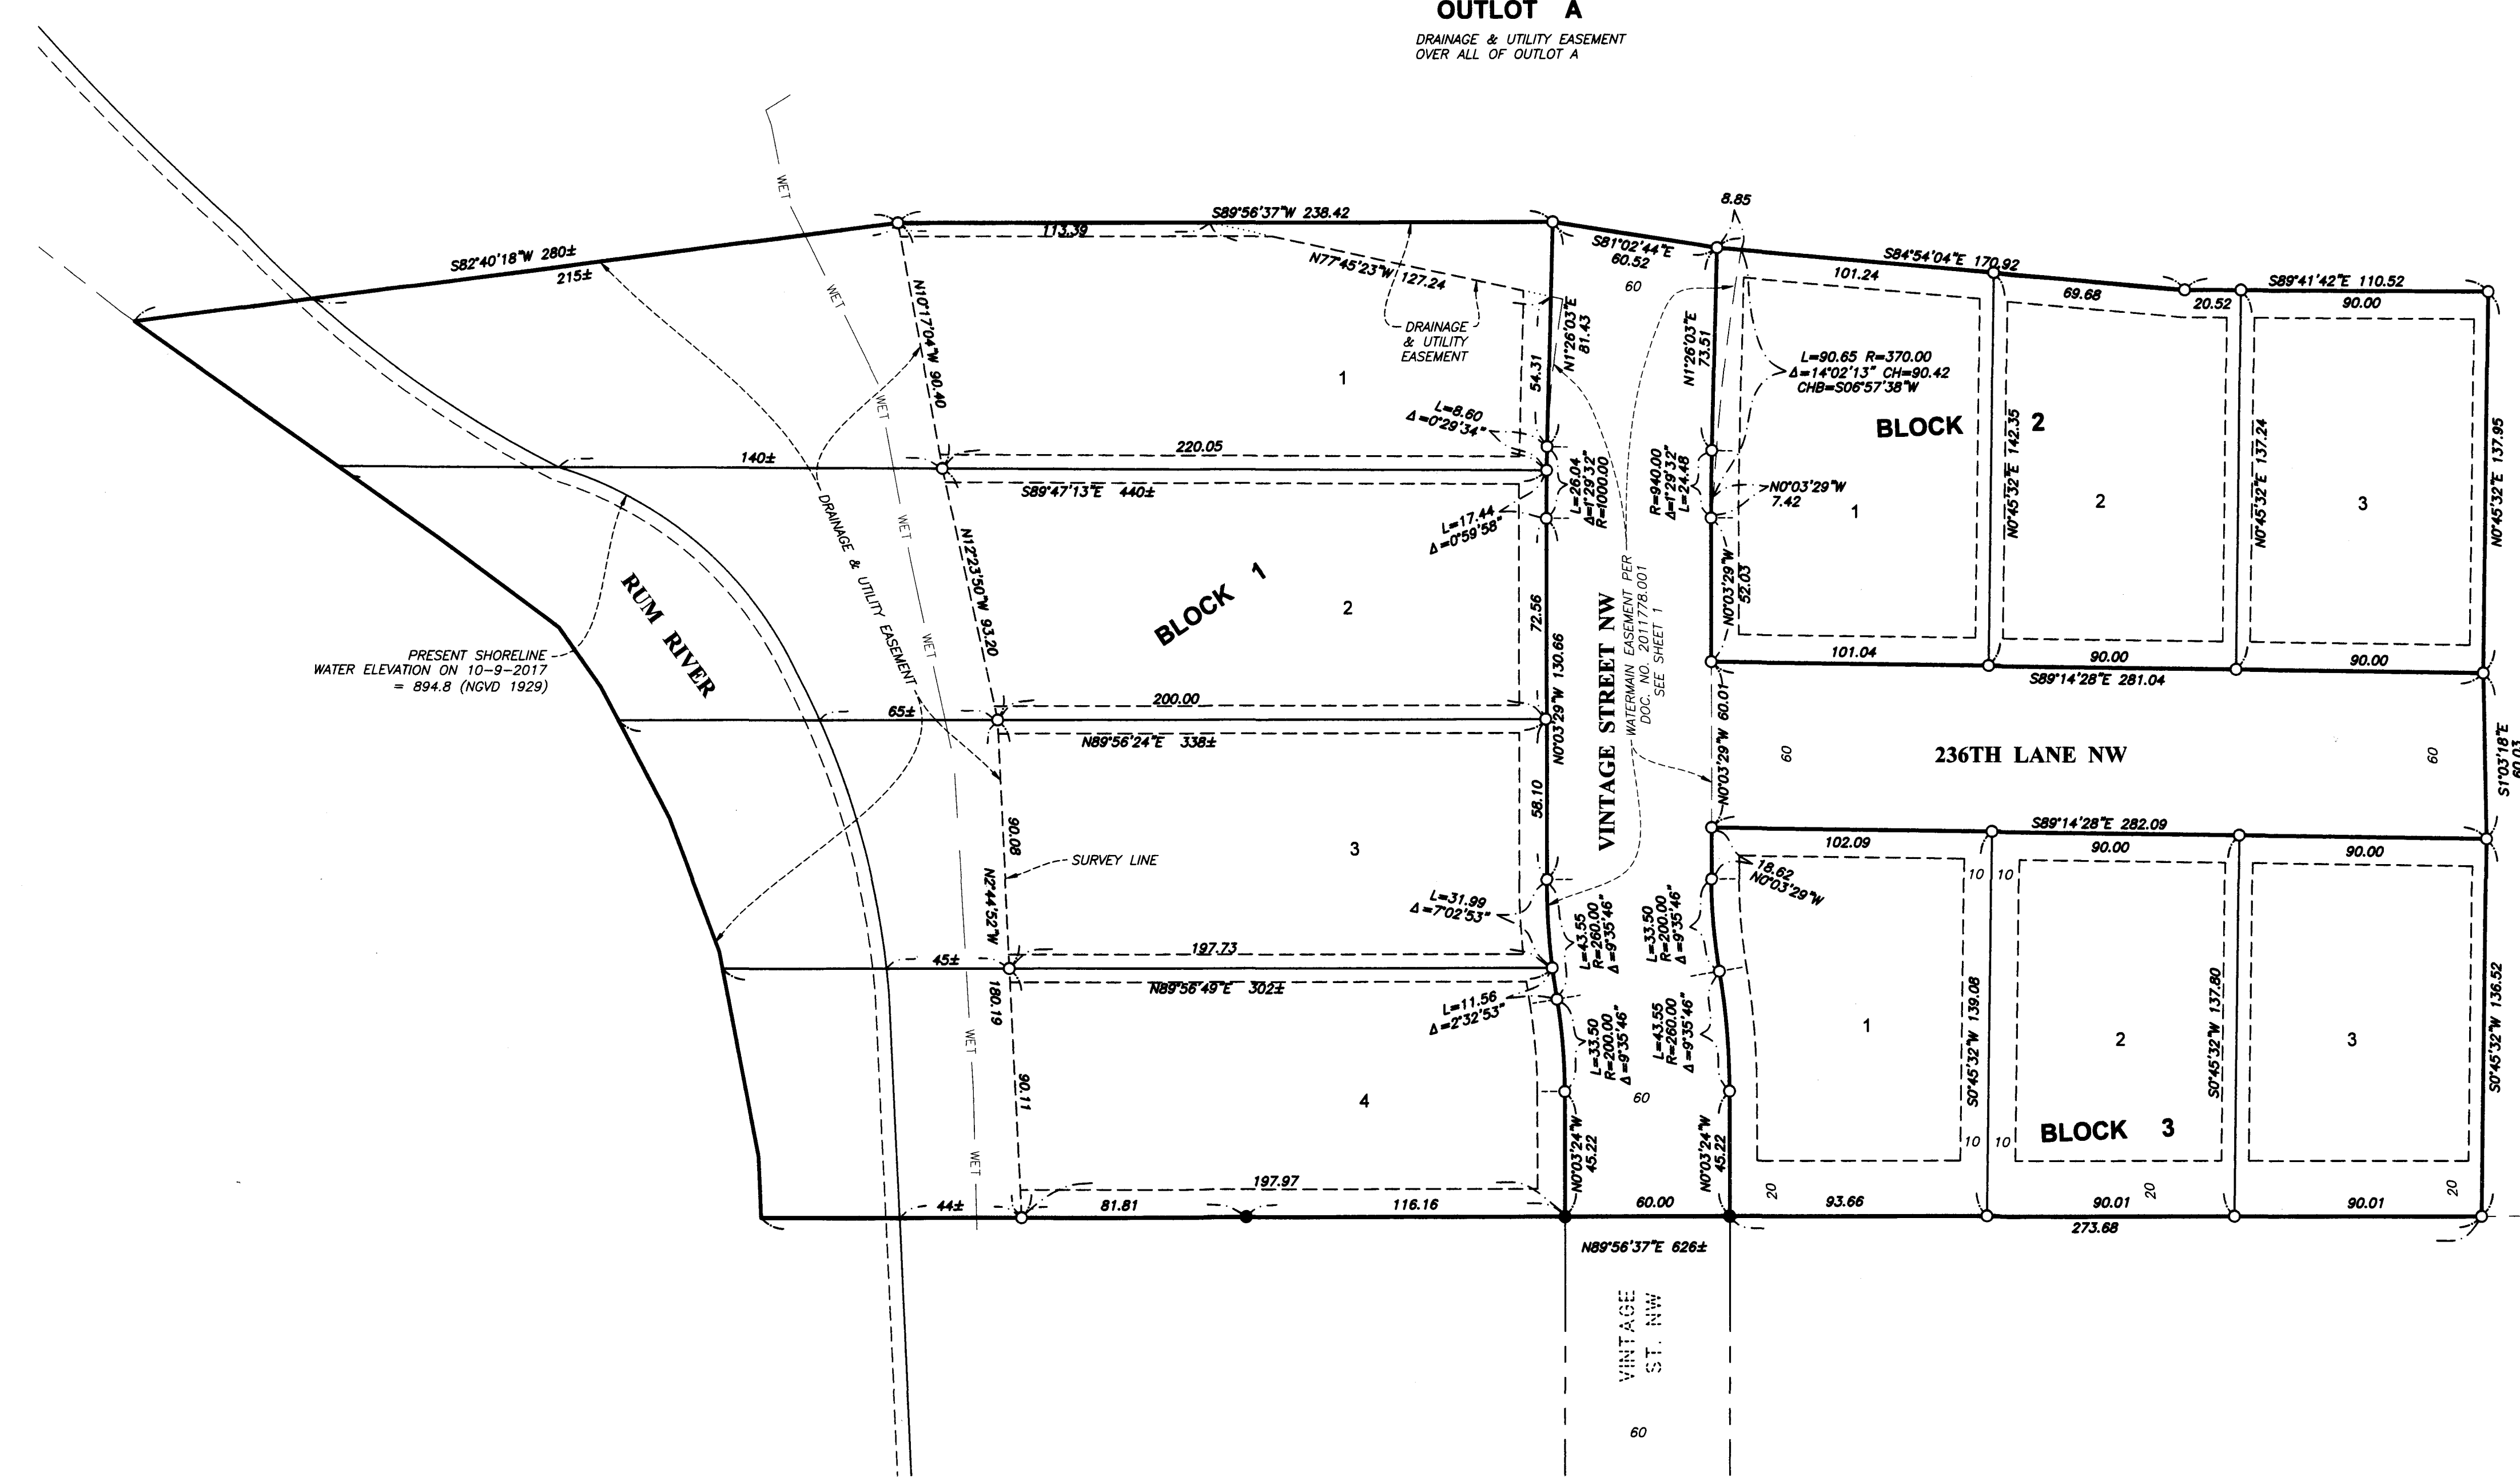 OUTLOT A
DRAINAGE & UTILITY EASEMENT
OVER ALL OF OUTLOT A
S89°56'37"W 238.42
113.39
S82°40'18"W 280±
215±
N77°45'23"W 127.24
DRAINAGE
& UTILITY
EASEMENT
N10°17'04"W 90.40
WET
WET
WET
WET
WET
WET
WET
1
54.31
N1°26'03"E
81.43
L=8.60
Δ=0°29'34"
220.05
140±
S89°47'13"E 440±
L=26.04
Δ=1°29'32"
R=1000.00
L=17.44
Δ=0°59'58"
DRAINAGE & UTILITY EASEMENT
N12°23'50"W 93.20
BLOCK 1
2
72.56
N0°03'29"W 130.66
RUM RIVER
PRESENT SHORELINE
WATER ELEVATION ON 10-9-2017
= 894.8 (NGVD 1929)
200.00
65±
N89°56'24"E 338±
58.10
90.08
SURVEY LINE
3
N2°44'52"W
180.19
L=31.99
Δ=7°02'53"
L=43.55
R=260.00
Δ=9°35'46"
197.73
45±
N89°56'49"E 302±
L=11.56
Δ=2°32'53"
L=33.50
R=200.00
Δ=9°35'46"
90.11
4
197.97
N0°03'24"W
45.22
44±
81.81
116.16
60.00
N89°56'37"E 626±
S81°02'44"E
60.52
60
8.85
S84°54'04"E 170.92
101.24
69.68
S89°41'42"E 110.52
20.52
90.00
N1°26'03"E
73.51
L=90.65 R=370.00
Δ=14°02'13" CH=90.42
CHB=S06°57'38"W
BLOCK 2
R=940.00
Δ=1°29'32"
L=24.48
N0°03'29"W
7.42
1
N0°45'32"E 142.35
2
N0°45'32"E 137.24
3
N0°45'32"E 137.95
N0°03'29"W
52.03
VINTAGE STREET NW
WATERMAIN EASEMENT PER
DOC. NO. 2011778.001
SEE SHEET 1
101.04
90.00
90.00
S89°14'28"E 281.04
N0°03'29"W 60.01
60
236TH LANE NW
60
S1°03'18"E
60.03
S89°14'28"E 282.09
102.09
90.00
90.00
18.62
N0°03'29"W
10
10
L=33.50
R=200.00
Δ=9°35'46"
L=43.55
R=260.00
Δ=9°35'46"
1
S0°45'32"W 139.08
2
S0°45'32"W 137.80
3
S0°45'32"W 136.52
60
BLOCK 3
10
10
N0°03'24"W
45.22
20
20
20
93.66
90.01
90.01
273.68
VINTAGE
ST. NW
60